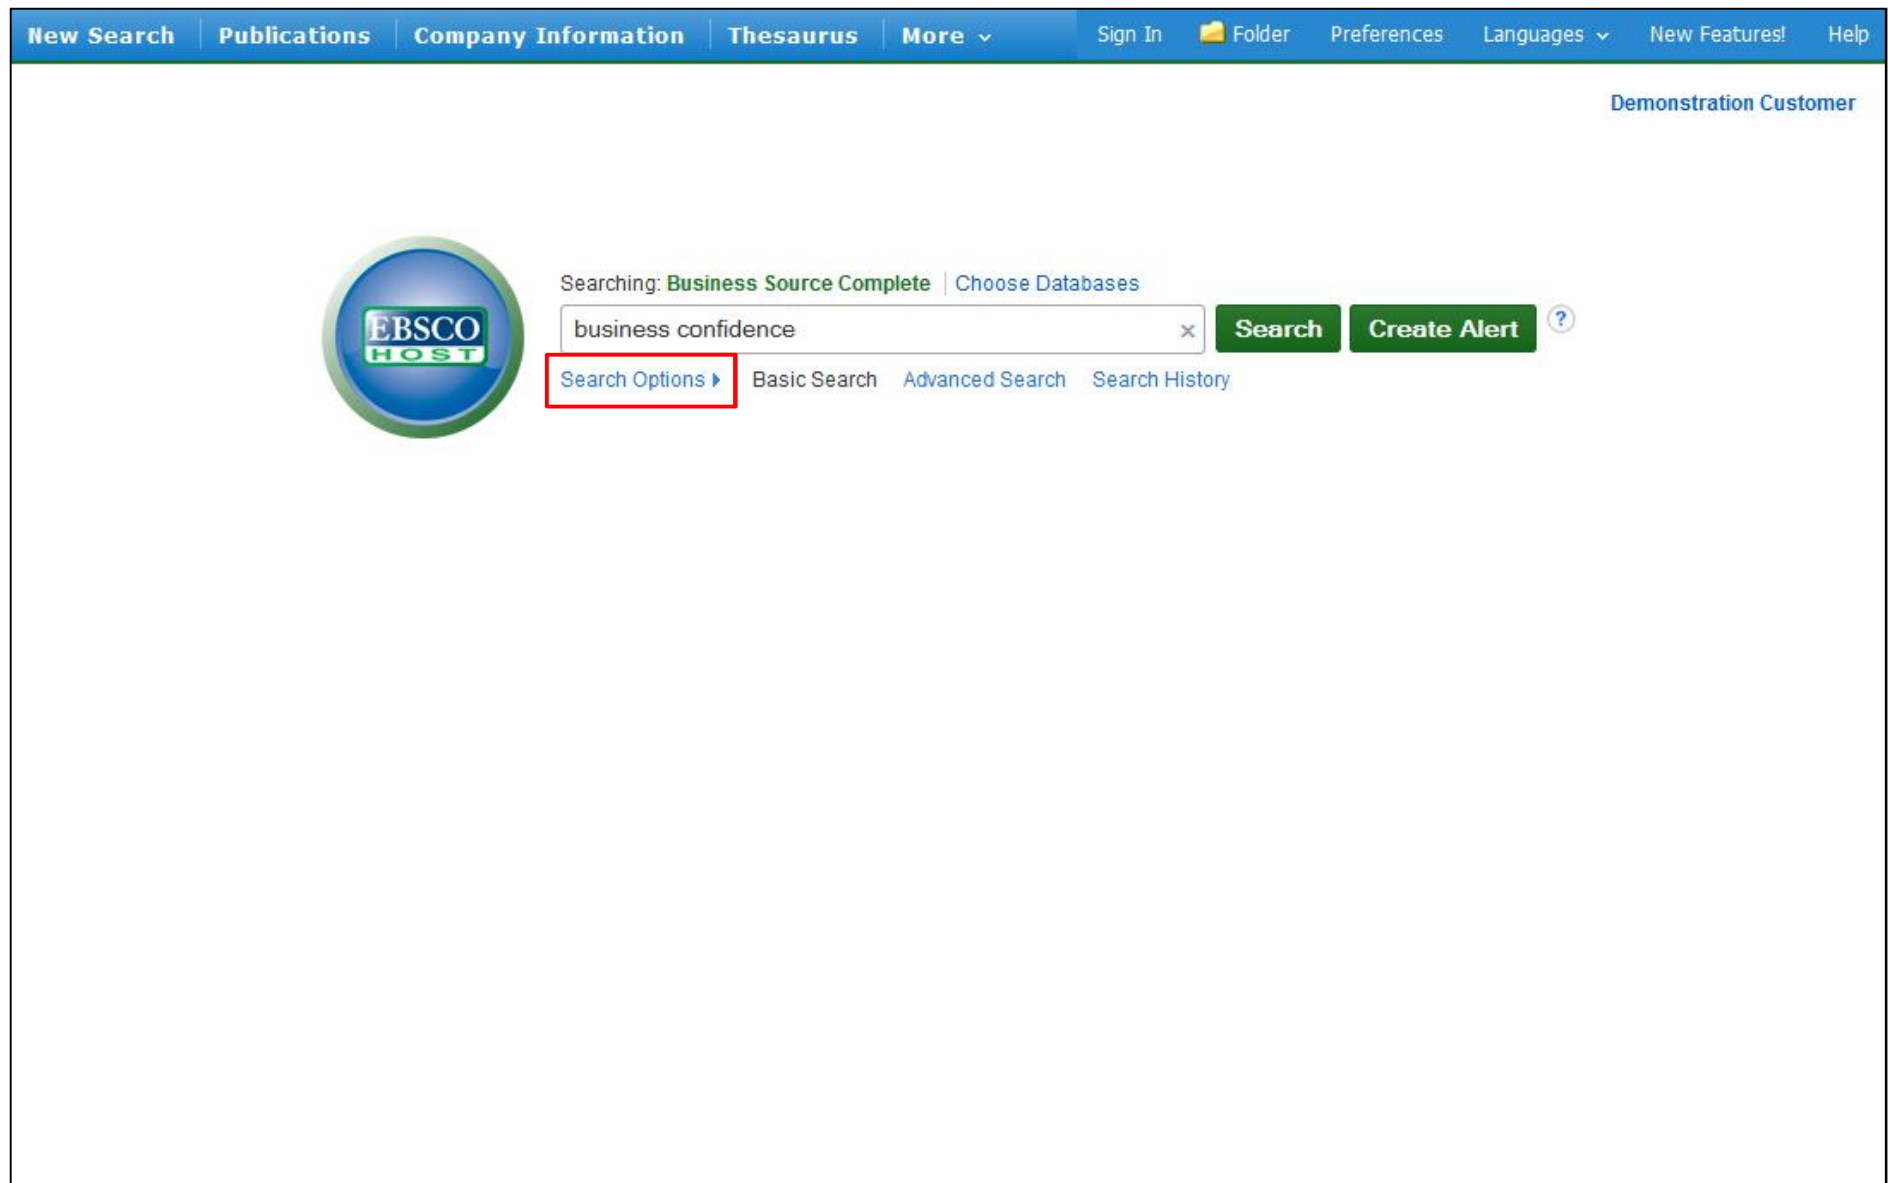 New Search Publications Company Information Thesaurus More Sign In Folder Preferences Languages New Features! Help
Demonstration Customer
Searching: Business Source Complete Choose Databases
EBSCO
HOST
business confidence × Search Create Alert ?
Search Options Basic Search Advanced Search Search History